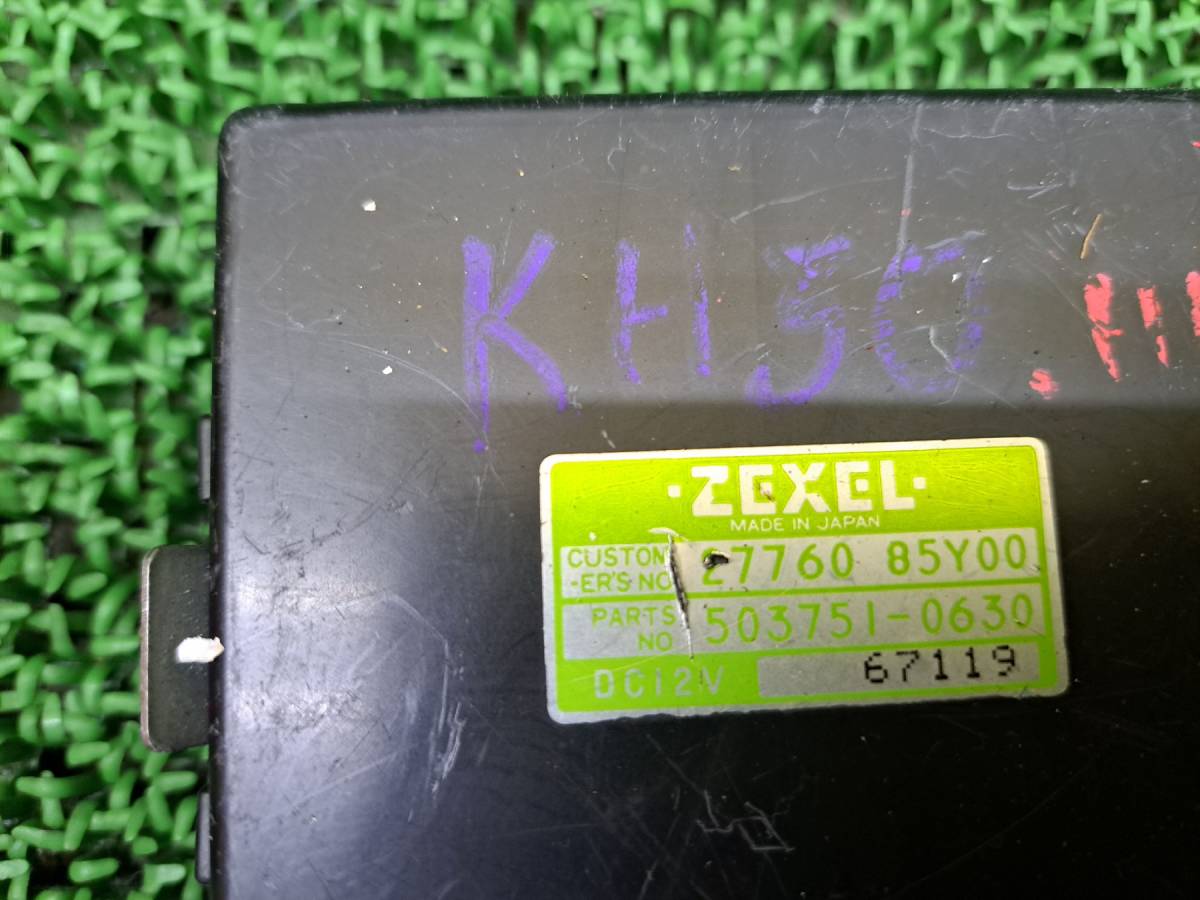 KH50
·ZEXEL·
MADE IN JAPAN
CUSTOM
-ER'S NO
27760 85Y00
PARTS
NO
503751-0630
DC12V
67119